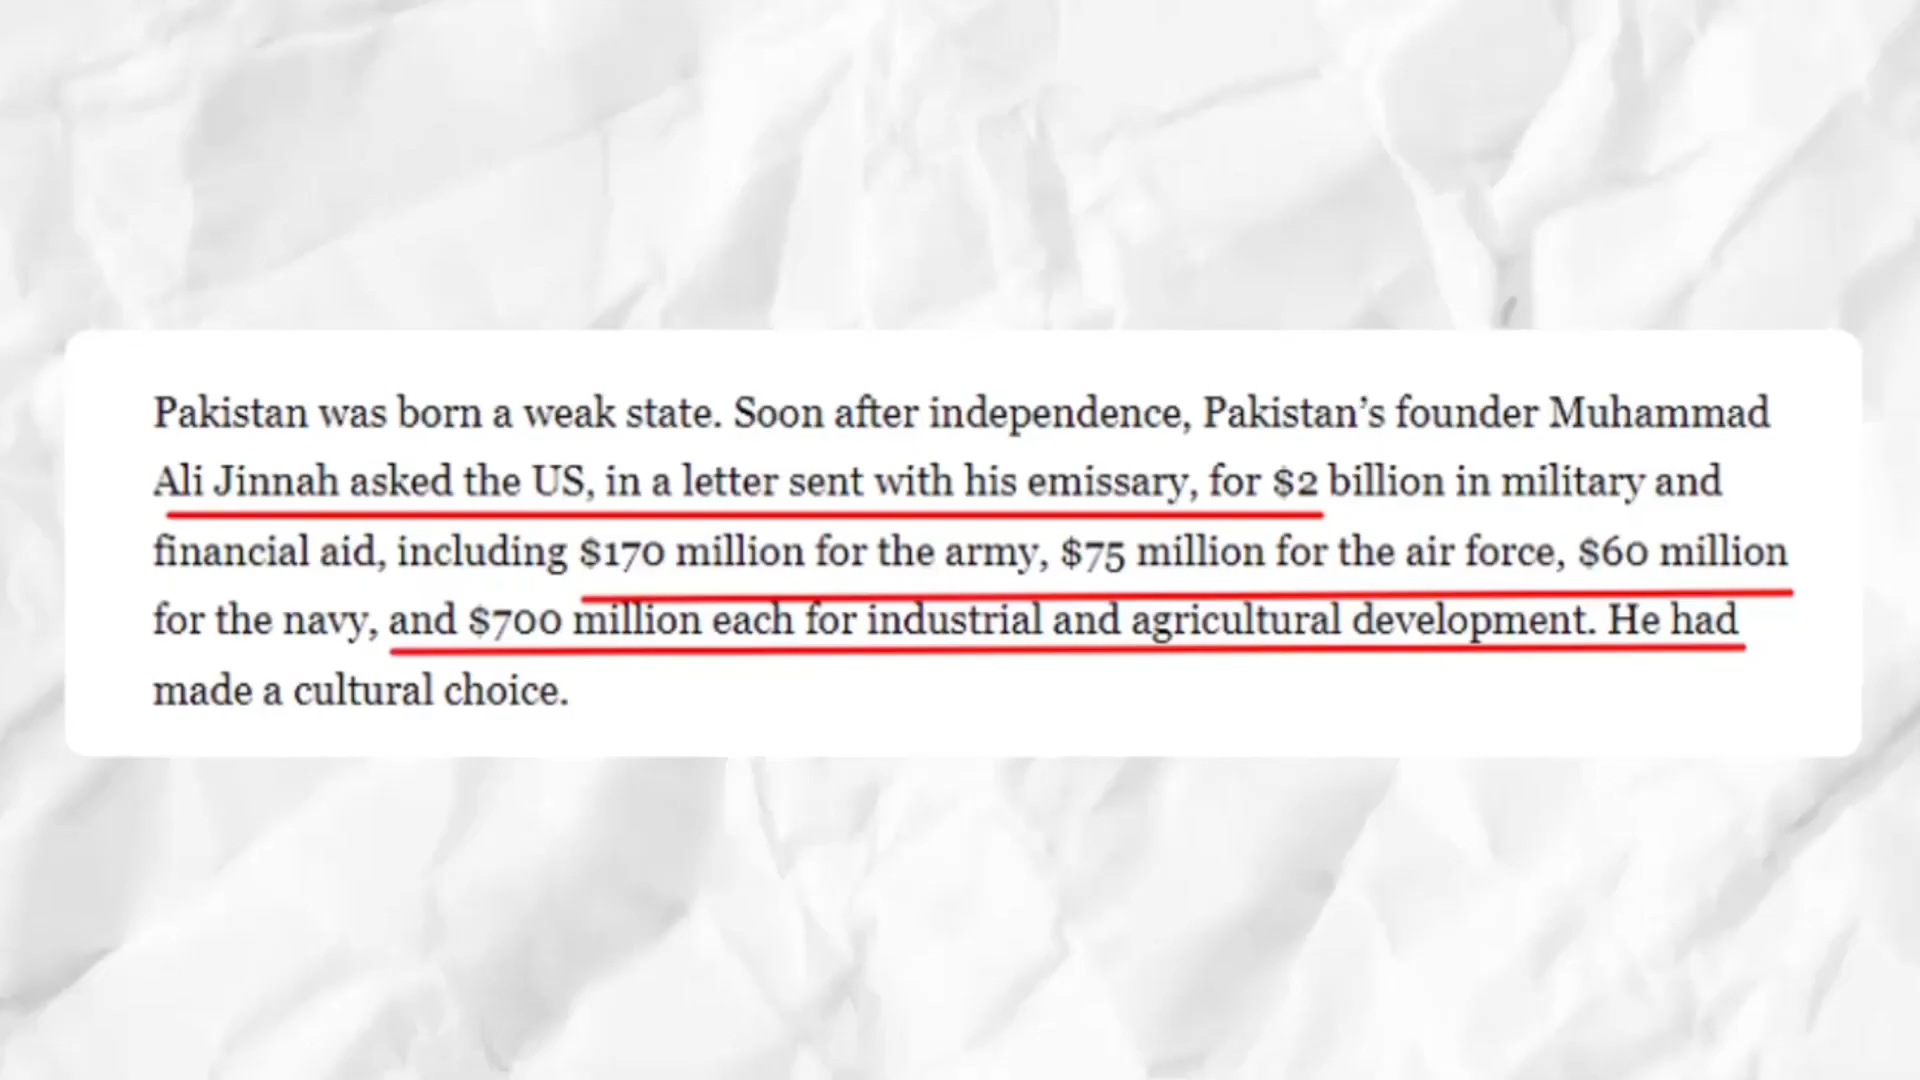 Pakistan was born a weak state. Soon after independence, Pakistan’s founder Muhammad
Ali Jinnah asked the US, in a letter sent with his emissary, for $2 billion in military and
financial aid, including $170 million for the army, $75 million for the air force, $60 million
for the navy, and $700 million each for industrial and agricultural development. He had
made a cultural choice.